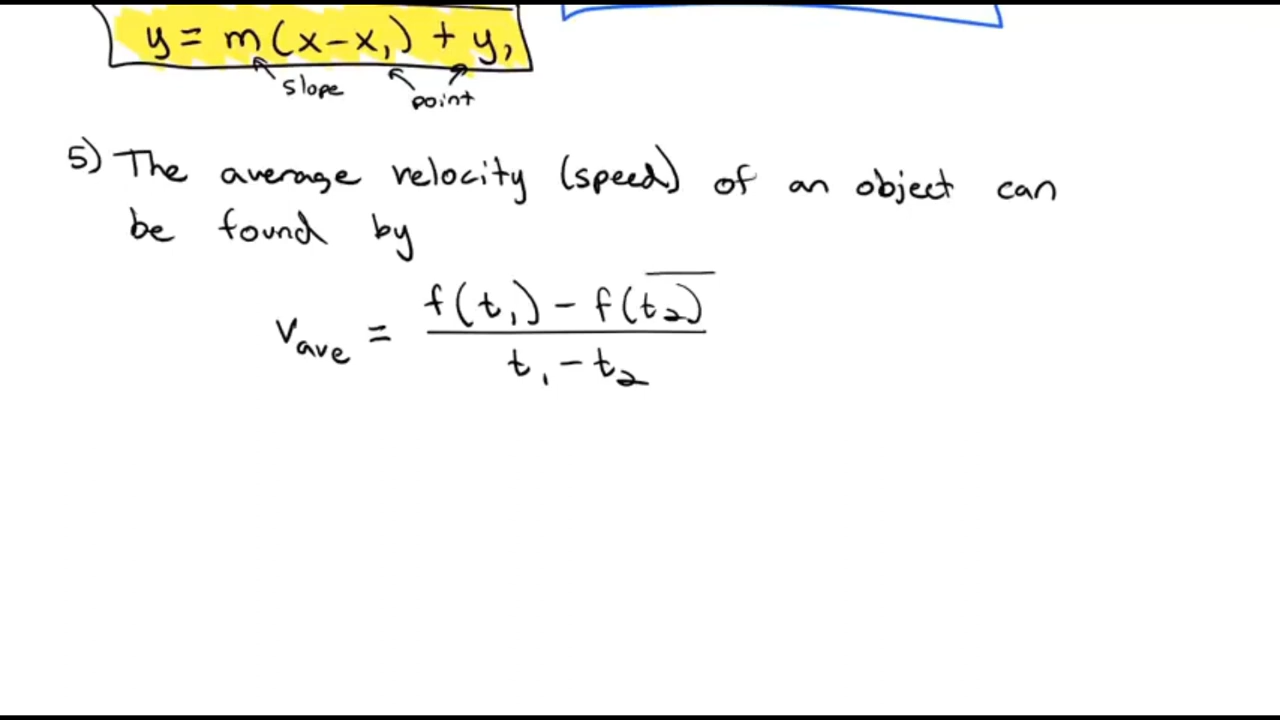 y = m(x-x₁) + y₁
slope
point
5) The average velocity (speed) of an object can
be found by
v_ave = (f(t₁) - f(t₂)) / (t₁ - t₂)